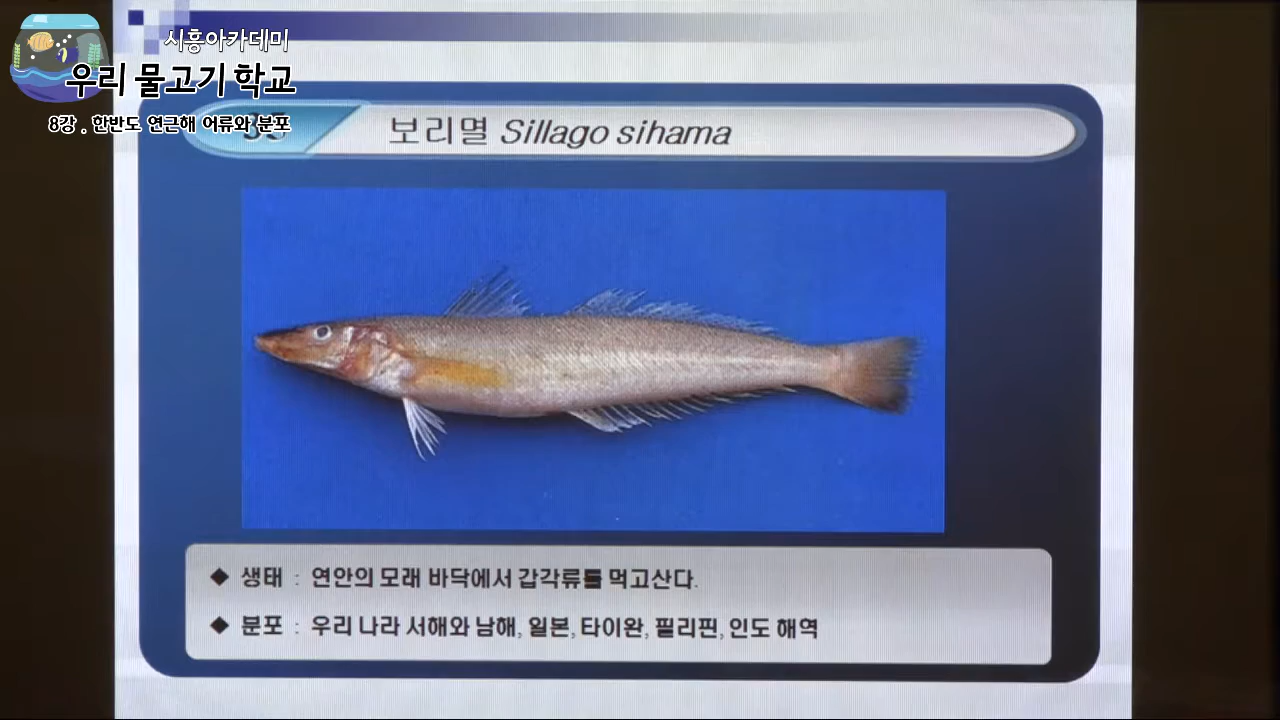 시흥아카데미
우리 물고기 학교
8강 . 한반도 연근해 어류와 분포
보리멸 Sillago sihama
◆ 생태 : 연안의 모래 바닥에서 갑각류를 먹고산다.
◆ 분포 : 우리 나라 서해와 남해, 일본, 타이완, 필리핀, 인도 해역